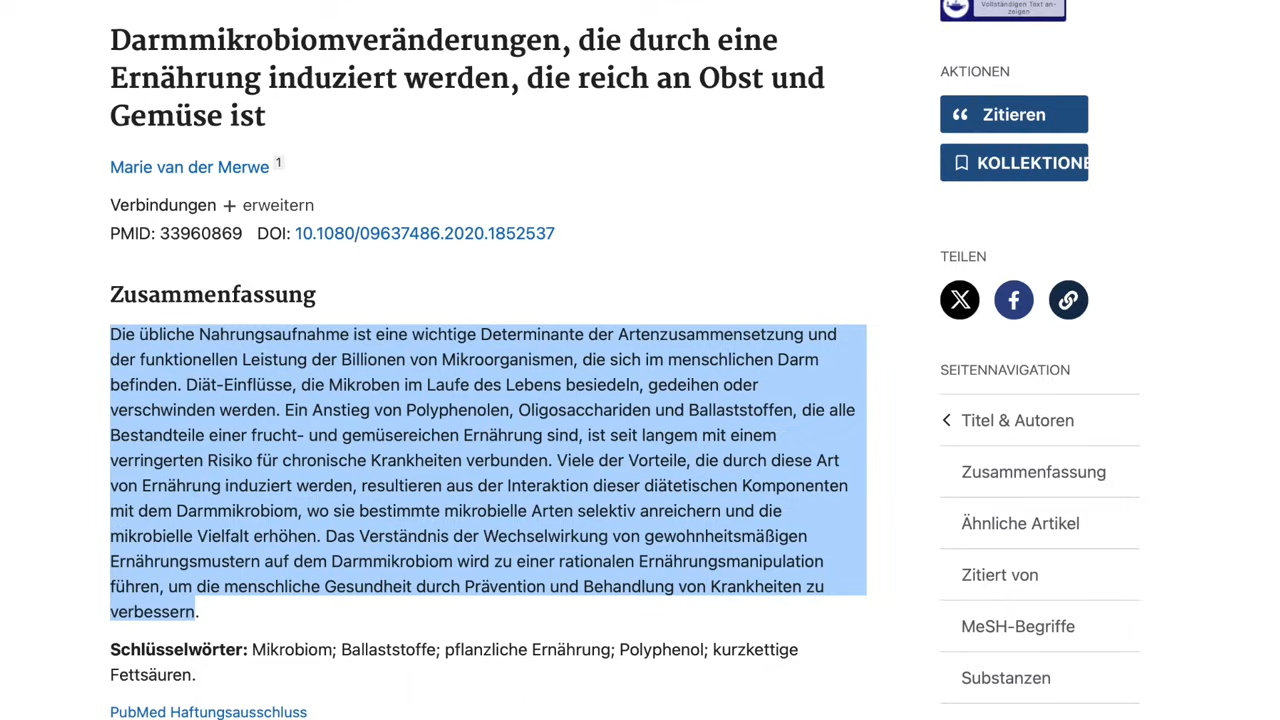 Vollständigen Text an-
zeigen
Darmmikrobiomveränderungen, die durch eine
Ernährung induziert werden, die reich an Obst und
Gemüse ist
Marie van der Merwe 1
Verbindungen + erweitern
PMID: 33960869 DOI: 10.1080/09637486.2020.1852537
Zusammenfassung
Die übliche Nahrungsaufnahme ist eine wichtige Determinante der Artenzusammensetzung und
der funktionellen Leistung der Billionen von Mikroorganismen, die sich im menschlichen Darm
befinden. Diät-Einflüsse, die Mikroben im Laufe des Lebens besiedeln, gedeihen oder
verschwinden werden. Ein Anstieg von Polyphenolen, Oligosacchariden und Ballaststoffen, die alle
Bestandteile einer frucht- und gemüsereichen Ernährung sind, ist seit langem mit einem
verringerten Risiko für chronische Krankheiten verbunden. Viele der Vorteile, die durch diese Art
von Ernährung induziert werden, resultieren aus der Interaktion dieser diätetischen Komponenten
mit dem Darmmikrobiom, wo sie bestimmte mikrobielle Arten selektiv anreichern und die
mikrobielle Vielfalt erhöhen. Das Verständnis der Wechselwirkung von gewohnheitsmäßigen
Ernährungsmustern auf dem Darmmikrobiom wird zu einer rationalen Ernährungsmanipulation
führen, um die menschliche Gesundheit durch Prävention und Behandlung von Krankheiten zu
verbessern.
Schlüsselwörter: Mikrobiom; Ballaststoffe; pflanzliche Ernährung; Polyphenol; kurzkettige
Fettsäuren.
PubMed Haftungsausschluss
AKTIONEN
Zitieren
KOLLEKTIONE
TEILEN
SEITENNAVIGATION
Titel & Autoren
Zusammenfassung
Ähnliche Artikel
Zitiert von
MeSH-Begriffe
Substanzen